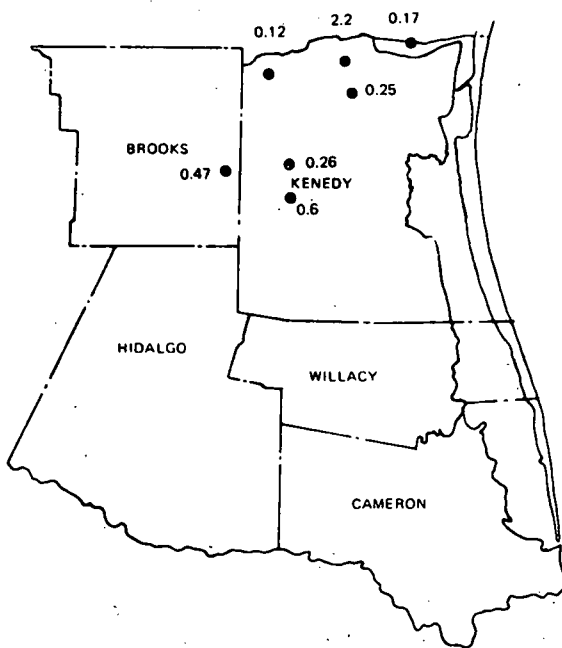 0.12
2.2
0.17
0.25
BROOKS
0.47
0.26
KENEDY
0.6
HIDALGO
WILLACY
CAMERON